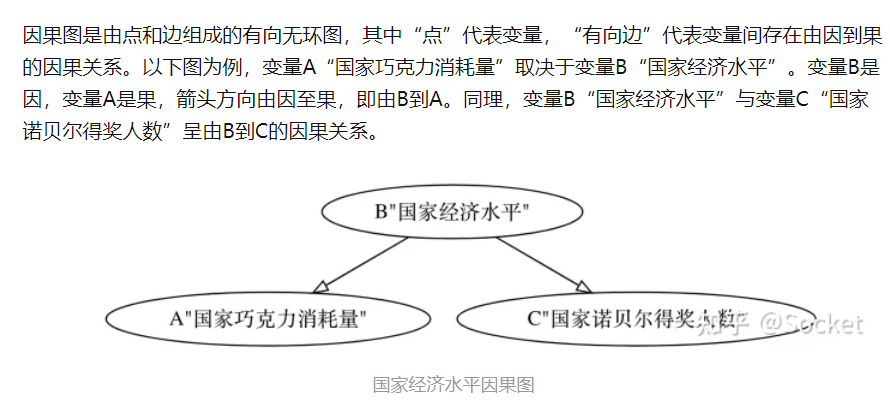 因果图是由点和边组成的有向无环图，其中“点”代表变量，“有向边”代表变量间存在由因到果
的因果关系。以下图为例，变量A“国家巧克力消耗量”取决于变量B“国家经济水平”。变量B是
因，变量A是果，箭头方向由因至果，即由B到A。同理，变量B“国家经济水平”与变量C“国家
诺贝尔得奖人数”呈由B到C的因果关系。
B"国家经济水平"
A"国家巧克力消耗量"
C"国家诺贝尔得奖人数"
知乎 @Socket
国家经济水平因果图